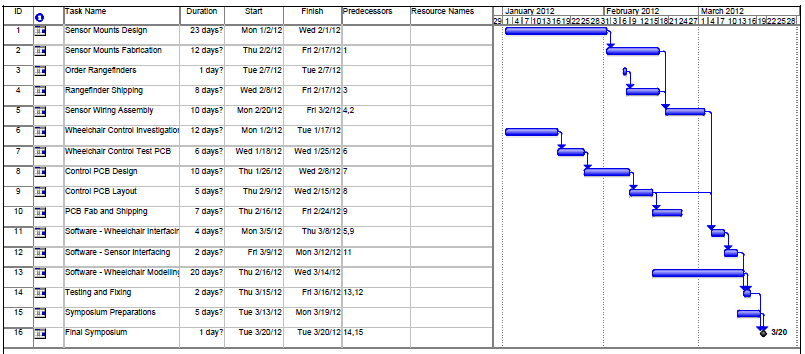 ID Task Name Duration Start Finish Predecessors Resource Names January 2012 February 2012 March 2012
29 1 4 7 10 13 16 19 22 25 28 31 3 6 9 12 15 18 21 24 27 1 4 7 10 13 16 19 22 25 28
1 Sensor Mounts Design 23 days? Mon 1/2/12 Wed 2/1/12
2 Sensor Mounts Fabrication 12 days? Thu 2/2/12 Fri 2/17/12 1
3 Order Rangefinders 1 day? Tue 2/7/12 Tue 2/7/12
4 Rangefinder Shipping 8 days? Wed 2/8/12 Fri 2/17/12 3
5 Sensor Wiring Assembly 10 days? Mon 2/20/12 Fri 3/2/12 4,2
6 Wheelchair Control Investigation 12 days? Mon 1/2/12 Tue 1/17/12
7 Wheelchair Control Test PCB 6 days? Wed 1/18/12 Wed 1/25/12 6
8 Control PCB Design 10 days? Thu 1/26/12 Wed 2/8/12 7
9 Control PCB Layout 5 days? Thu 2/9/12 Wed 2/15/12 8
10 PCB Fab and Shipping 7 days? Thu 2/16/12 Fri 2/24/12 9
11 Software - Wheelchair Interfacin 4 days? Mon 3/5/12 Thu 3/8/12 5,9
12 Software - Sensor Interfacing 2 days? Fri 3/9/12 Mon 3/12/12 11
13 Software - Wheelchair Modelling 20 days? Thu 2/16/12 Wed 3/14/12
14 Testing and Fixing 2 days? Thu 3/15/12 Fri 3/16/12 13,12
15 Symposium Preparations 5 days? Tue 3/13/12 Mon 3/19/12
16 Final Symposium 1 day? Tue 3/20/12 Tue 3/20/12 14,15 3/20